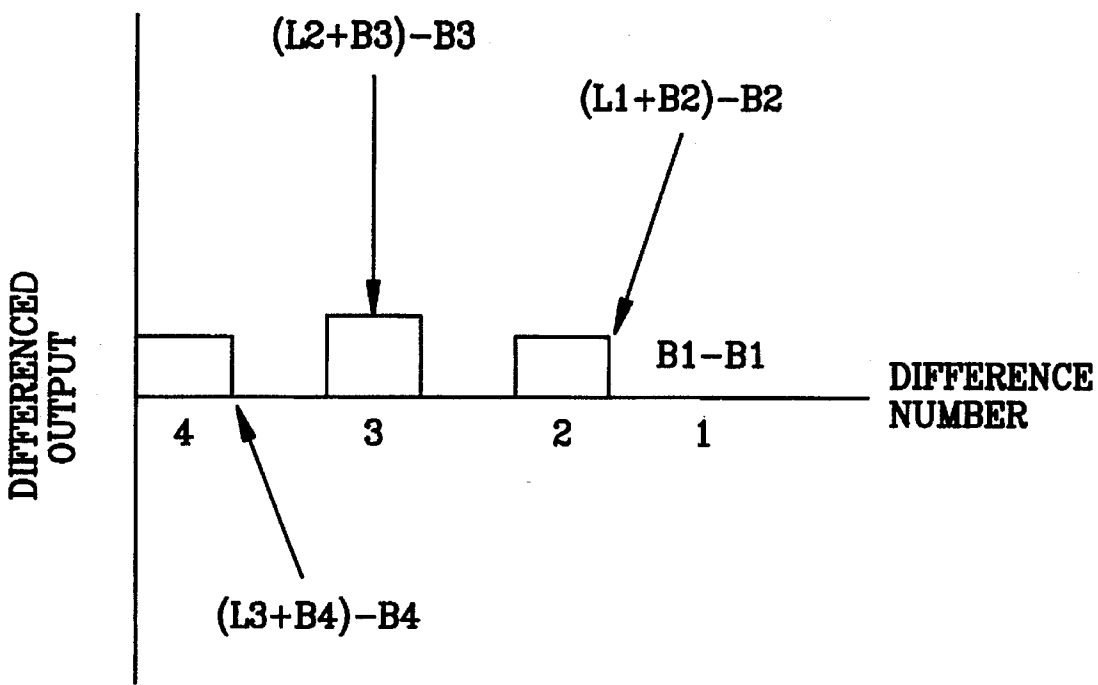 (L2+B3)-B3
(L1+B2)-B2
B1-B1
DIFFERENCED
OUTPUT
DIFFERENCE
NUMBER
4 3 2 1
(L3+B4)-B4